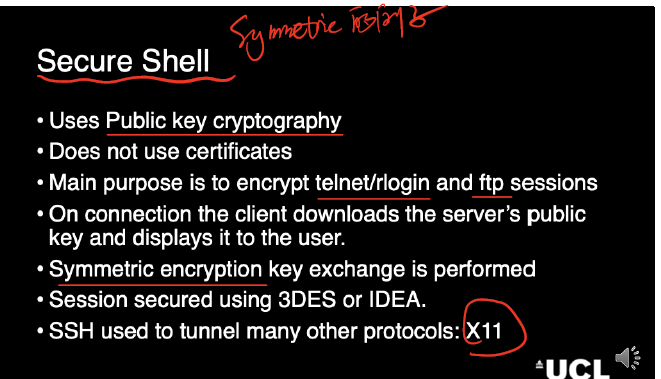 Symmetric 的例子
Secure Shell
• Uses Public key cryptography
• Does not use certificates
• Main purpose is to encrypt telnet/rlogin and ftp sessions
• On connection the client downloads the server's public
key and displays it to the user.
• Symmetric encryption key exchange is performed
• Session secured using 3DES or IDEA.
• SSH used to tunnel many other protocols: X11
UCL